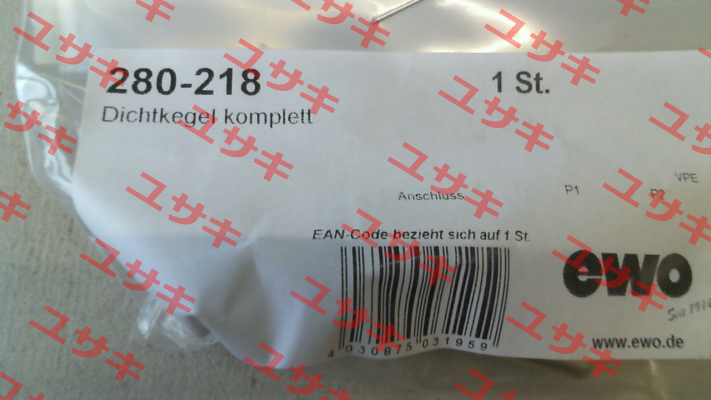 280-218 1 St.
Dichtkegel komplett
VPE
Anschluss P1 P2
EAN-Code bezieht sich auf 1 St.
ewo
www.ewo.de
4 030875 031959
ユサキ